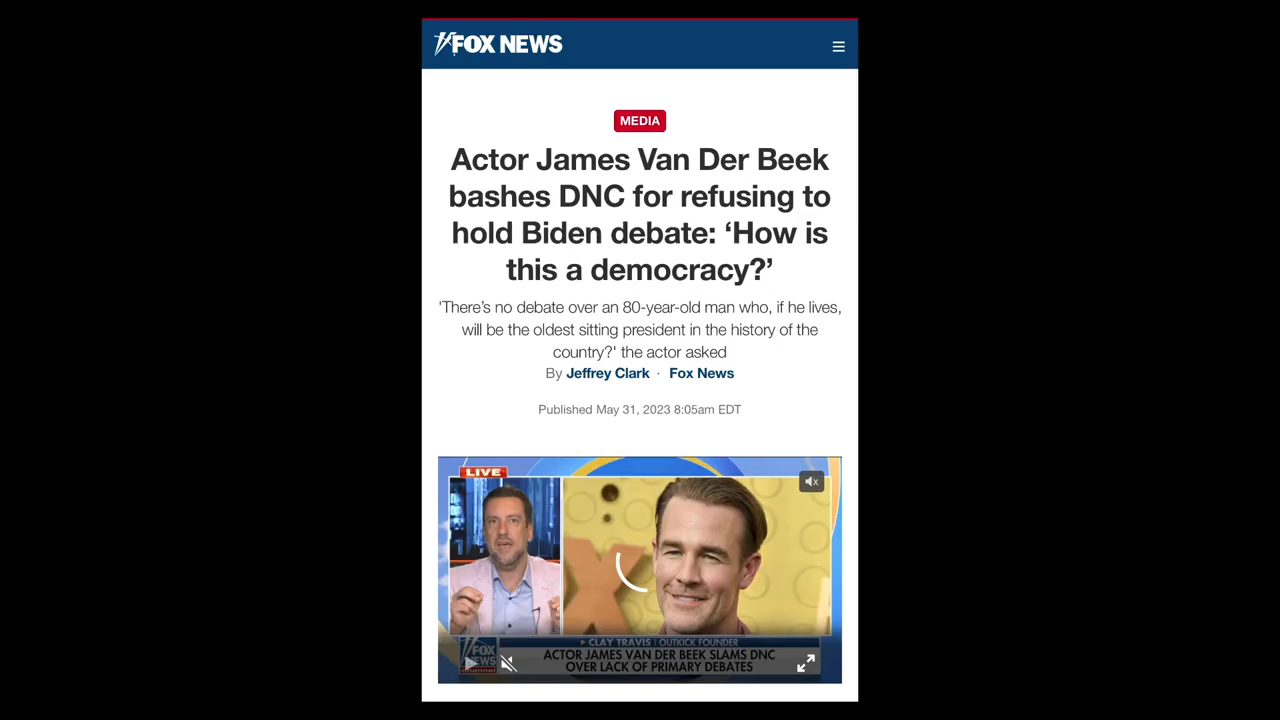 FOX NEWS
MEDIA
Actor James Van Der Beek
bashes DNC for refusing to
hold Biden debate: ‘How is
this a democracy?’
'There’s no debate over an 80-year-old man who, if he lives,
will be the oldest sitting president in the history of the
country?' the actor asked
By Jeffrey Clark · Fox News
Published May 31, 2023 8:05am EDT
LIVE
CLAY TRAVIS | OUTKICK FOUNDER
FOX
NEWS
channel
ACTOR JAMES VAN DER BEEK SLAMS DNC
OVER LACK OF PRIMARY DEBATES